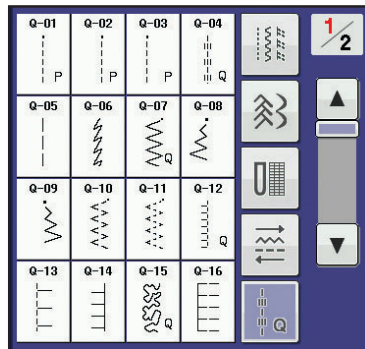 Q-01 Q-02 Q-03 Q-04 1/2
P P P Q
Q-05 Q-06 Q-07 Q-08
Q
Q-09 Q-10 Q-11 Q-12
Q
Q-13 Q-14 Q-15 Q-16
Q Q